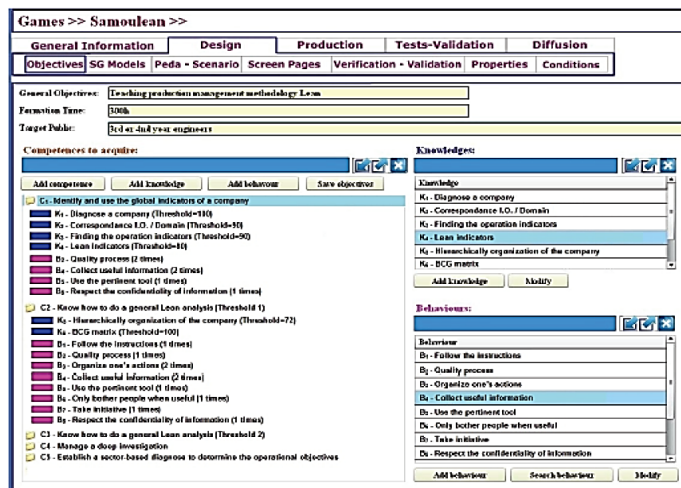 Games >> Samoulean >>
General Information Design Production Tests-Validation Diffusion
Objectives SG Models Peda - Scenario Screen Pages Verification - Validation Properties Conditions
General Objectives: Teaching production management methodology Lean
Formation Time: 300h
Target Public: 3rd or 2nd year engineers
Competences to acquire:
Add competence Add knowledge Add behavour Save objectives
C1 - Identify and use the global indicators of a company
K1 - Diagnose a company (Threshold=100)
K2 - Correspondance I.O. / Domain (Threshold=90)
K3 - Finding the operation indicators (Threshold=90)
K4 - Lean Indicators (Threshold=80)
B2 - Quality process (2 times)
B4 - Collect useful information (2 times)
B5 - Use the pertinent tool (1 times)
B8 - Respect the confidentiality of information (1 times)
C2 - Know how to do a general Lean analysis (Threshold 1)
K5 - Hierarchically organization of the company (Threshold=72)
K6 - BCG matrix (Threshold=100)
B1 - Follow the instructions (1 times)
B2 - Quality process (1 times)
B3 - Organize one's actions (2 times)
B4 - Collect useful information (2 times)
B5 - Use the pertinent tool (1 times)
B6 - Only bother people when useful (1 times)
B7 - Take initiative (1 times)
B8 - Respect the confidentiality of information (1 times)
C3 - Know how to do a general Lean analysis (Threshold 2)
C4 - Manage a deep investigation
C5 - Establish a sector-based diagnose to determine the operational objectives
Knowledges:
Knowledge
K1 - Diagnose a company
K2 - Correspondance I.O. / Domain
K3 - Finding the operation indicators
K4 - Lean indicators
K5 - Hierarchically organization of the company
K6 - BCG matrix
Add knowledge Modify
Behaviours:
Behaviour
B1 - Follow the instructions
B2 - Quality process
B3 - Organize one's actions
B4 - Collect useful information
B5 - Use the pertinent tool
B6 - Only bother people when useful
B7 - Take initiative
B8 - Respect the confidentiality of information
Add behaviour Search behaviour Modify